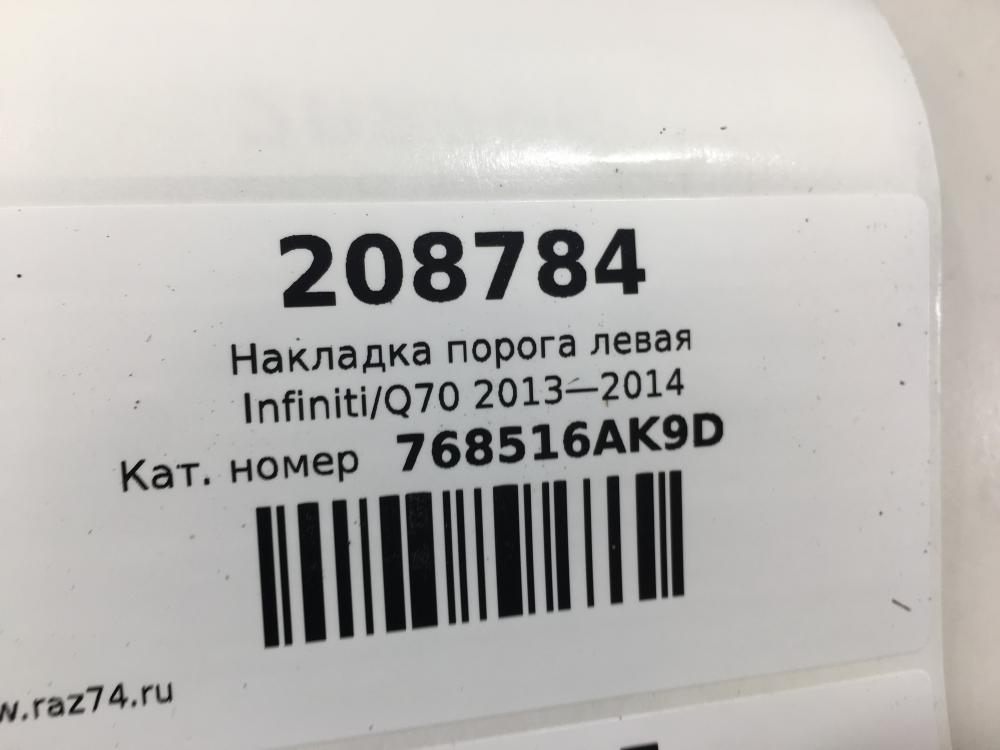 208784
Накладка порога левая
Infiniti/Q70 2013—2014
Кат. номер 768516AK9D
w.raz74.ru